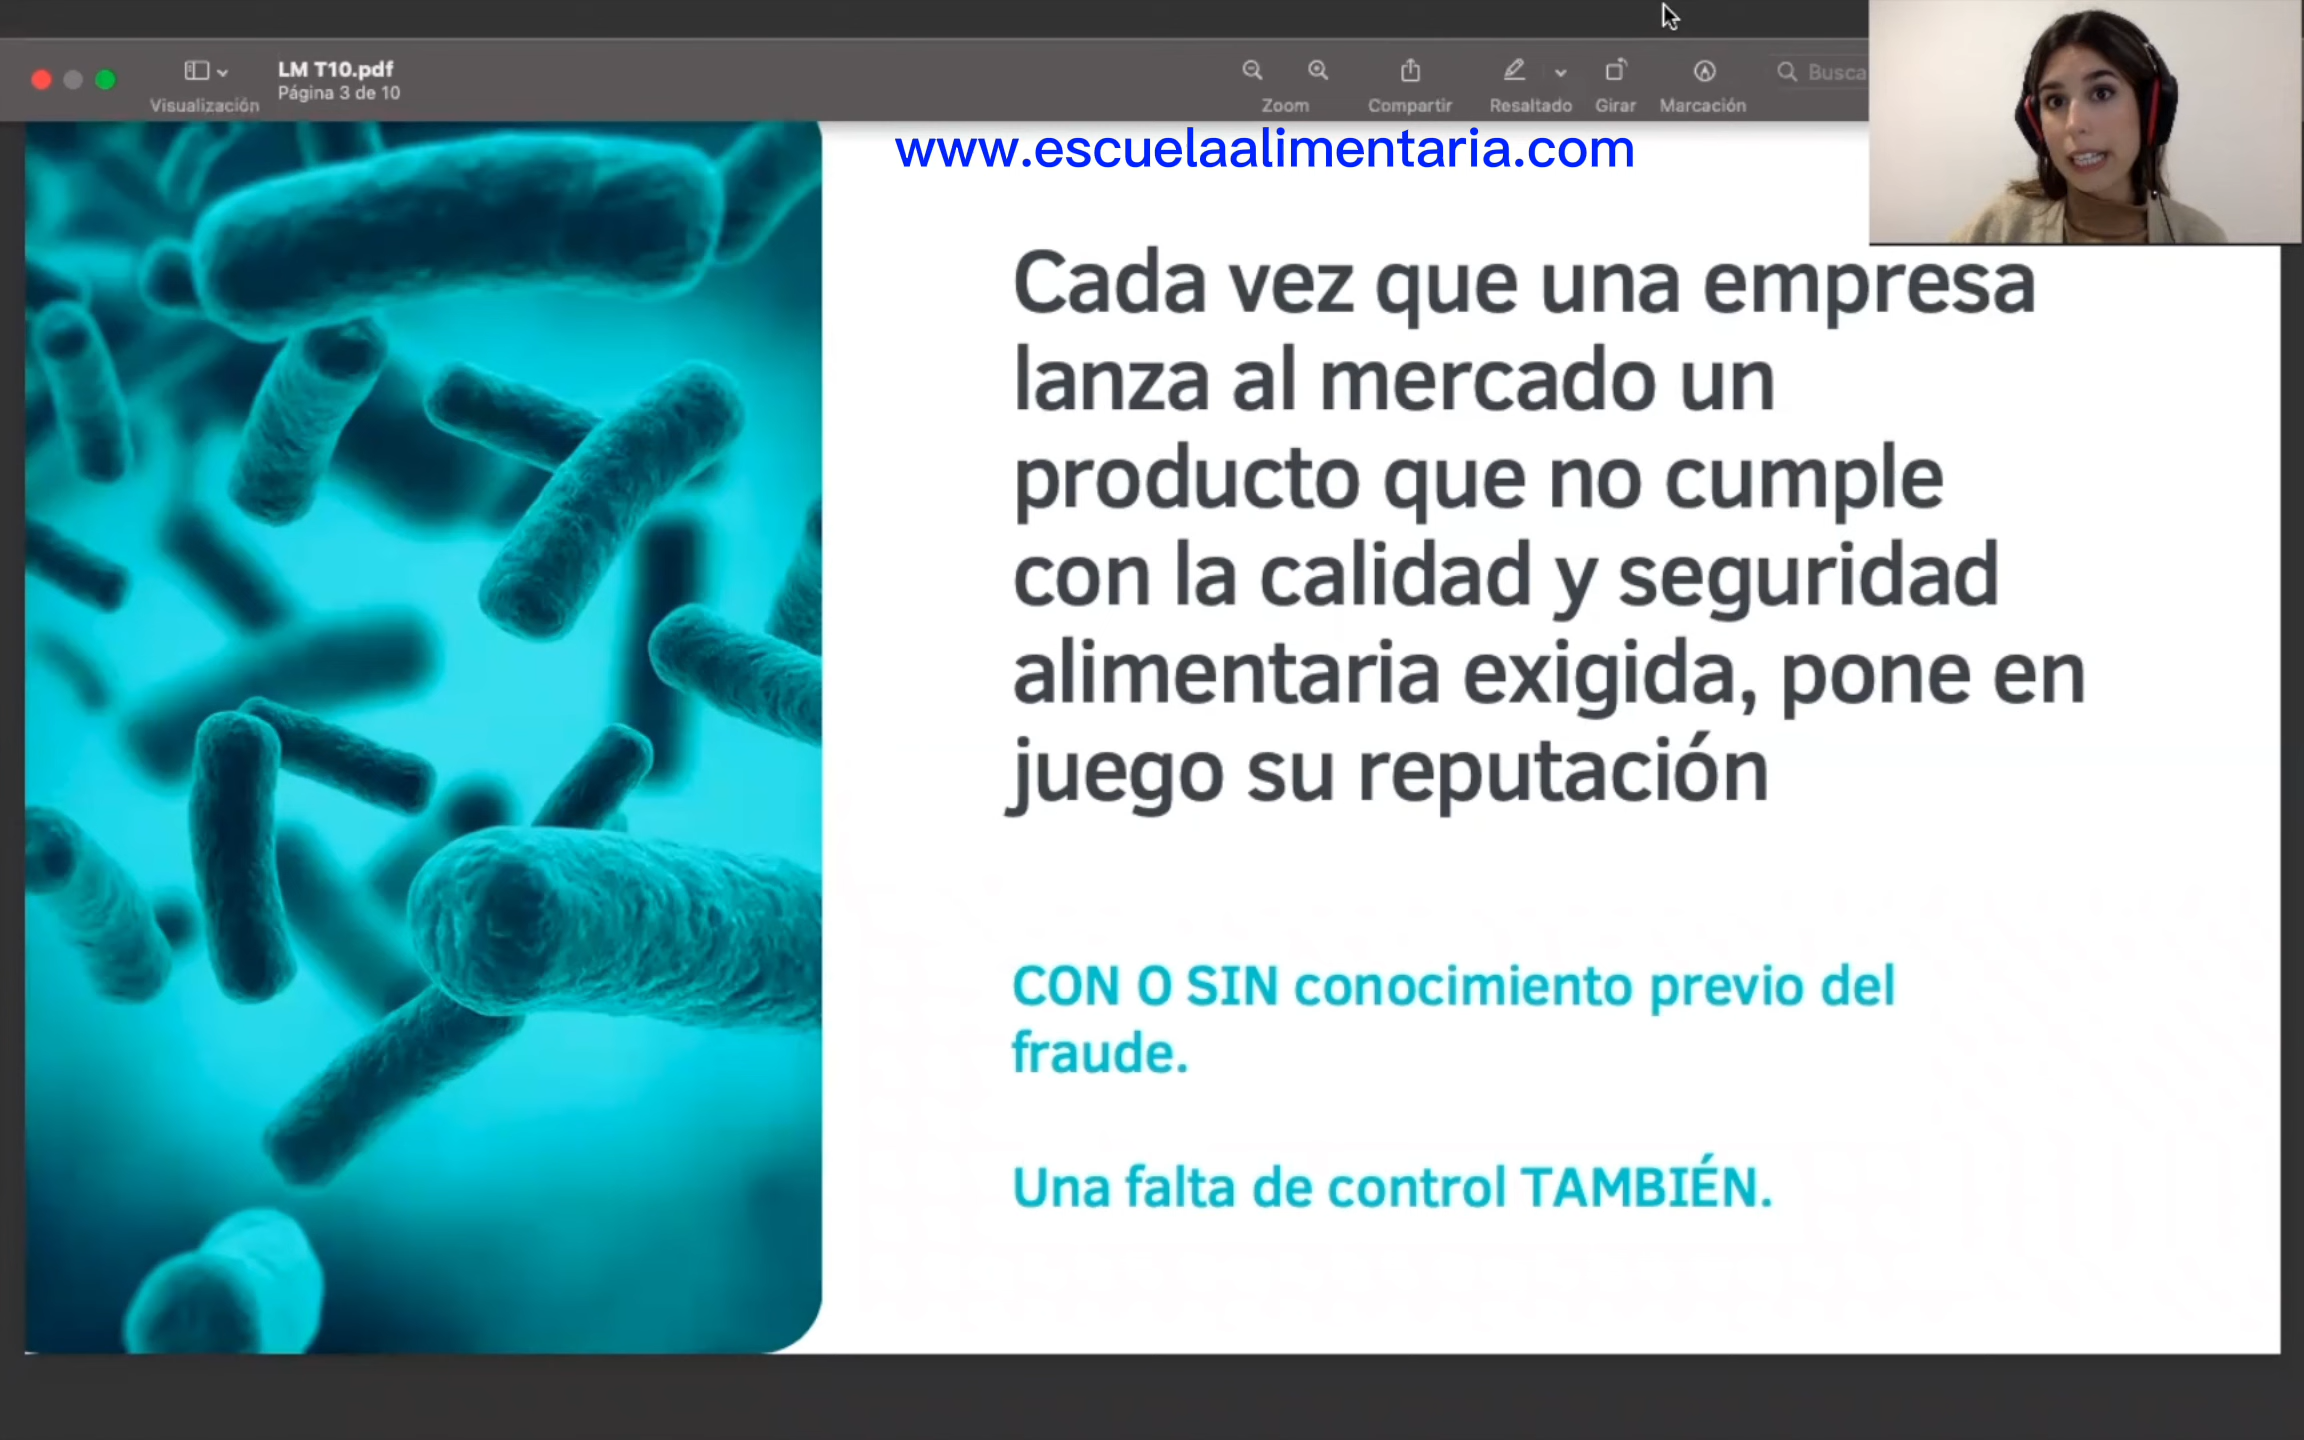 LM T10.pdf
Página 3 de 10
Visualización
Zoom
Compartir
Resaltado
Girar
Marcación
Busca
www.escuelaalimentaria.com
Cada vez que una empresa
lanza al mercado un
producto que no cumple
con la calidad y seguridad
alimentaria exigida, pone en
juego su reputación
CON O SIN conocimiento previo del
fraude.
Una falta de control TAMBIÉN.